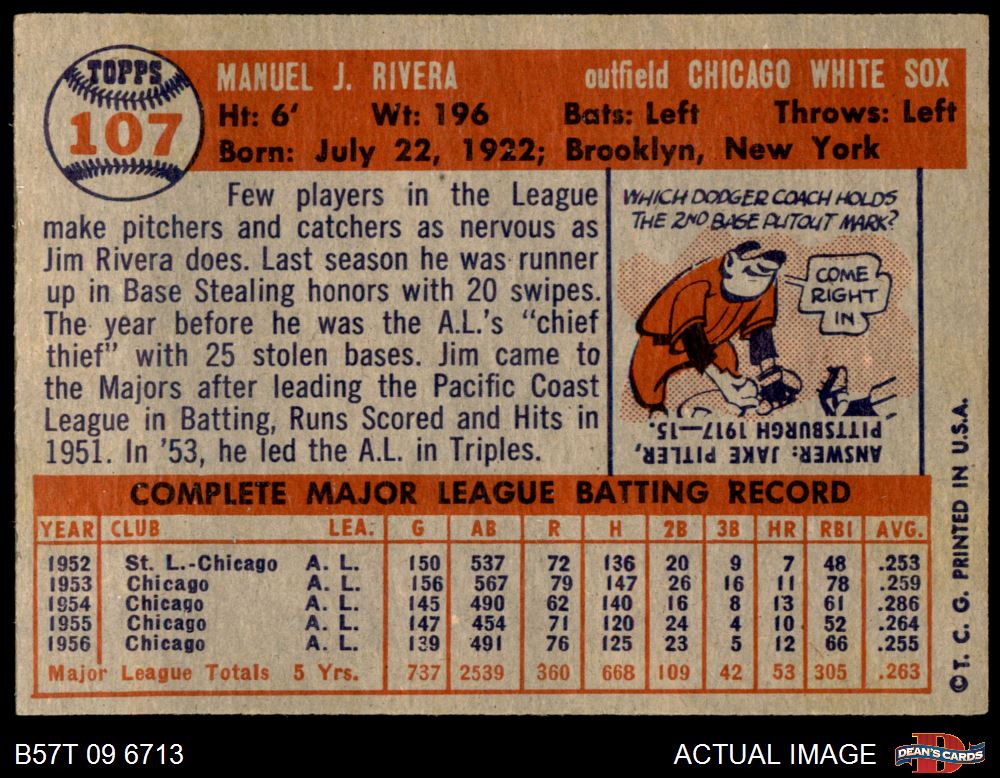 TOPPS
107
MANUEL J. RIVERA outfield CHICAGO WHITE SOX
Ht: 6' Wt: 196 Bats: Left Throws: Left
Born: July 22, 1922; Brooklyn, New York
Few players in the League
make pitchers and catchers as nervous as
Jim Rivera does. Last season he was runner
up in Base Stealing honors with 20 swipes.
The year before he was the A.L.'s “chief
thief” with 25 stolen bases. Jim came to
the Majors after leading the Pacific Coast
League in Batting, Runs Scored and Hits in
1951. In '53, he led the A.L. in Triples.
WHICH DODGER COACH HOLDS
THE 2ND BASE PUTOUT MARK?
COME
RIGHT
IN
ANSWER: JAKE PITLER,
PITTSBURGH 1917—15.
COMPLETE MAJOR LEAGUE BATTING RECORD
YEAR CLUB LEA. G AB R H 2B 3B HR RBI AVG.
1952 St. L.-Chicago A. L. 150 537 72 136 20 9 7 48 .253
1953 Chicago A. L. 156 567 79 147 26 16 11 78 .259
1954 Chicago A. L. 145 490 62 140 16 8 13 61 .286
1955 Chicago A. L. 147 454 71 120 24 4 10 52 .264
1956 Chicago A. L. 139 491 76 125 23 5 12 66 .255
Major League Totals 5 Yrs. 737 2539 360 668 109 42 53 305 .263
©T. C. G. PRINTED IN U.S.A.
B57T 09 6713 ACTUAL IMAGE
DEAN'S CARDS